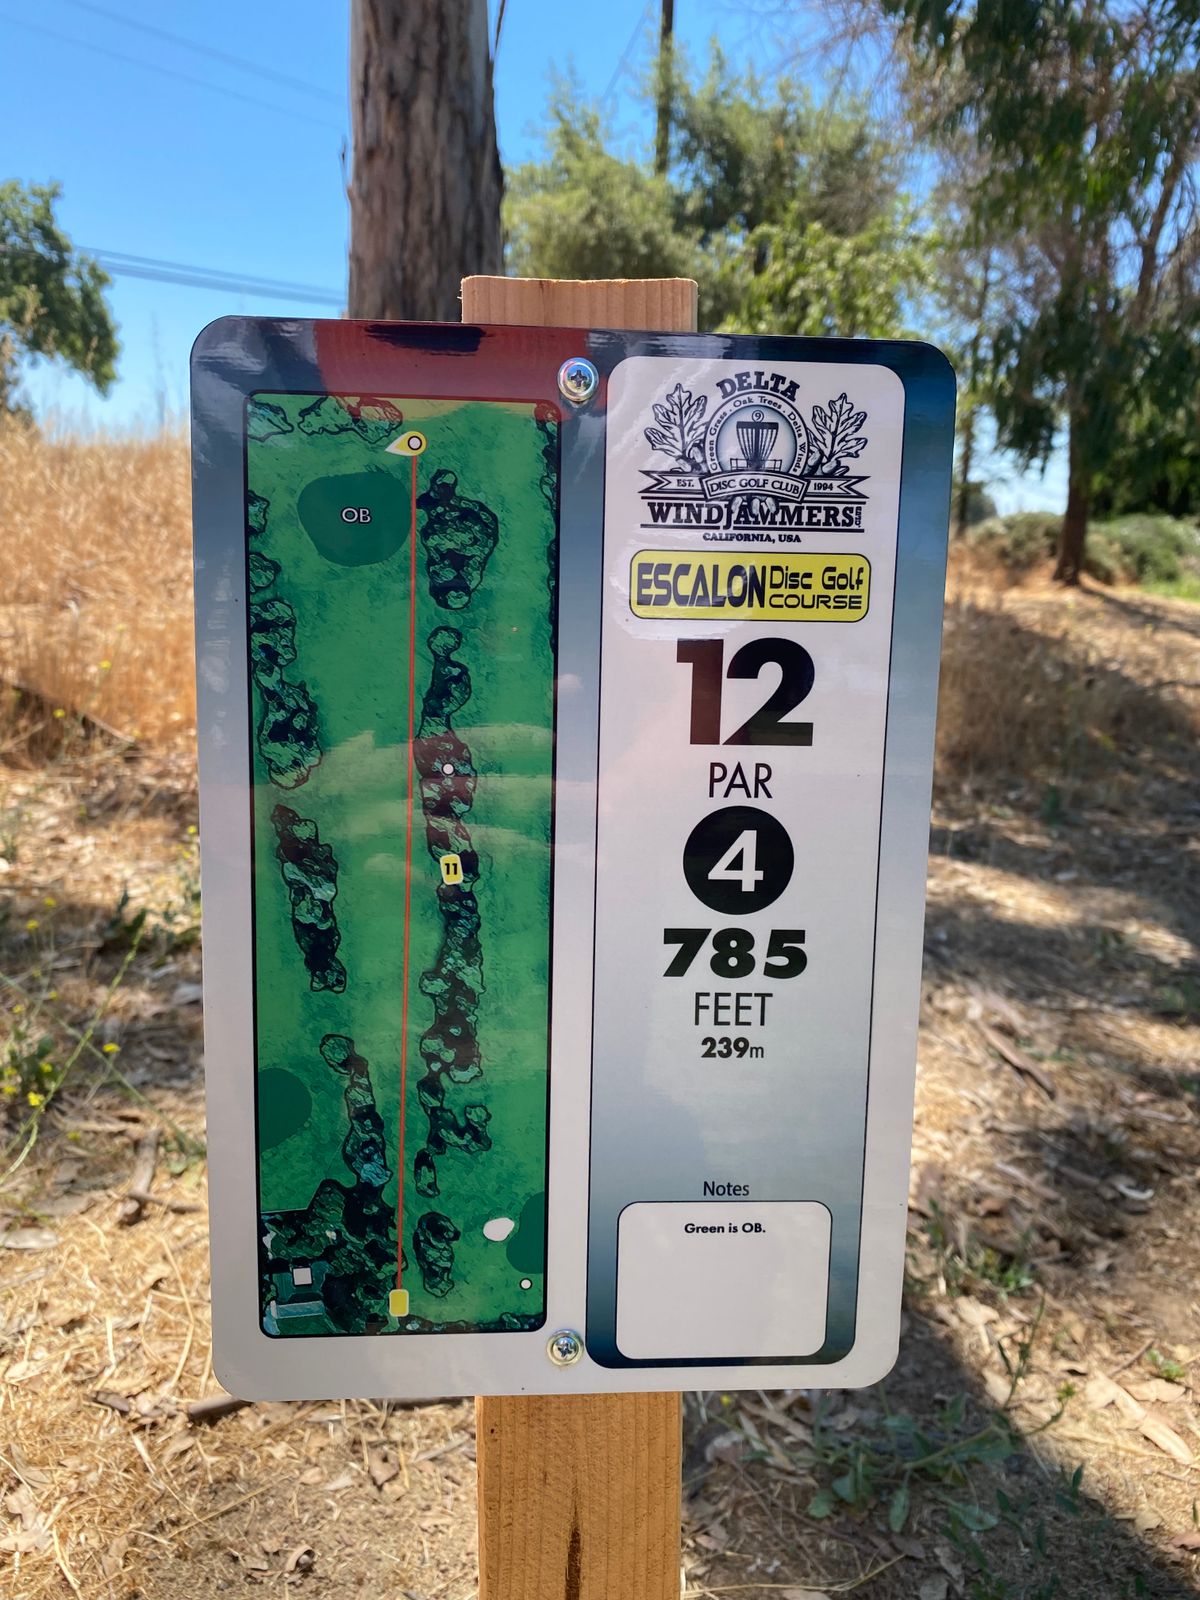 DELTA
Green Grass . Oak Trees . Delta Winds
9
EST. DISC GOLF CLUB 1994
WINDJAMMERS
CALIFORNIA, USA
ESCALON Disc Golf
COURSE
12
PAR
4
785
FEET
239m
Notes
Green is OB.
OB
11